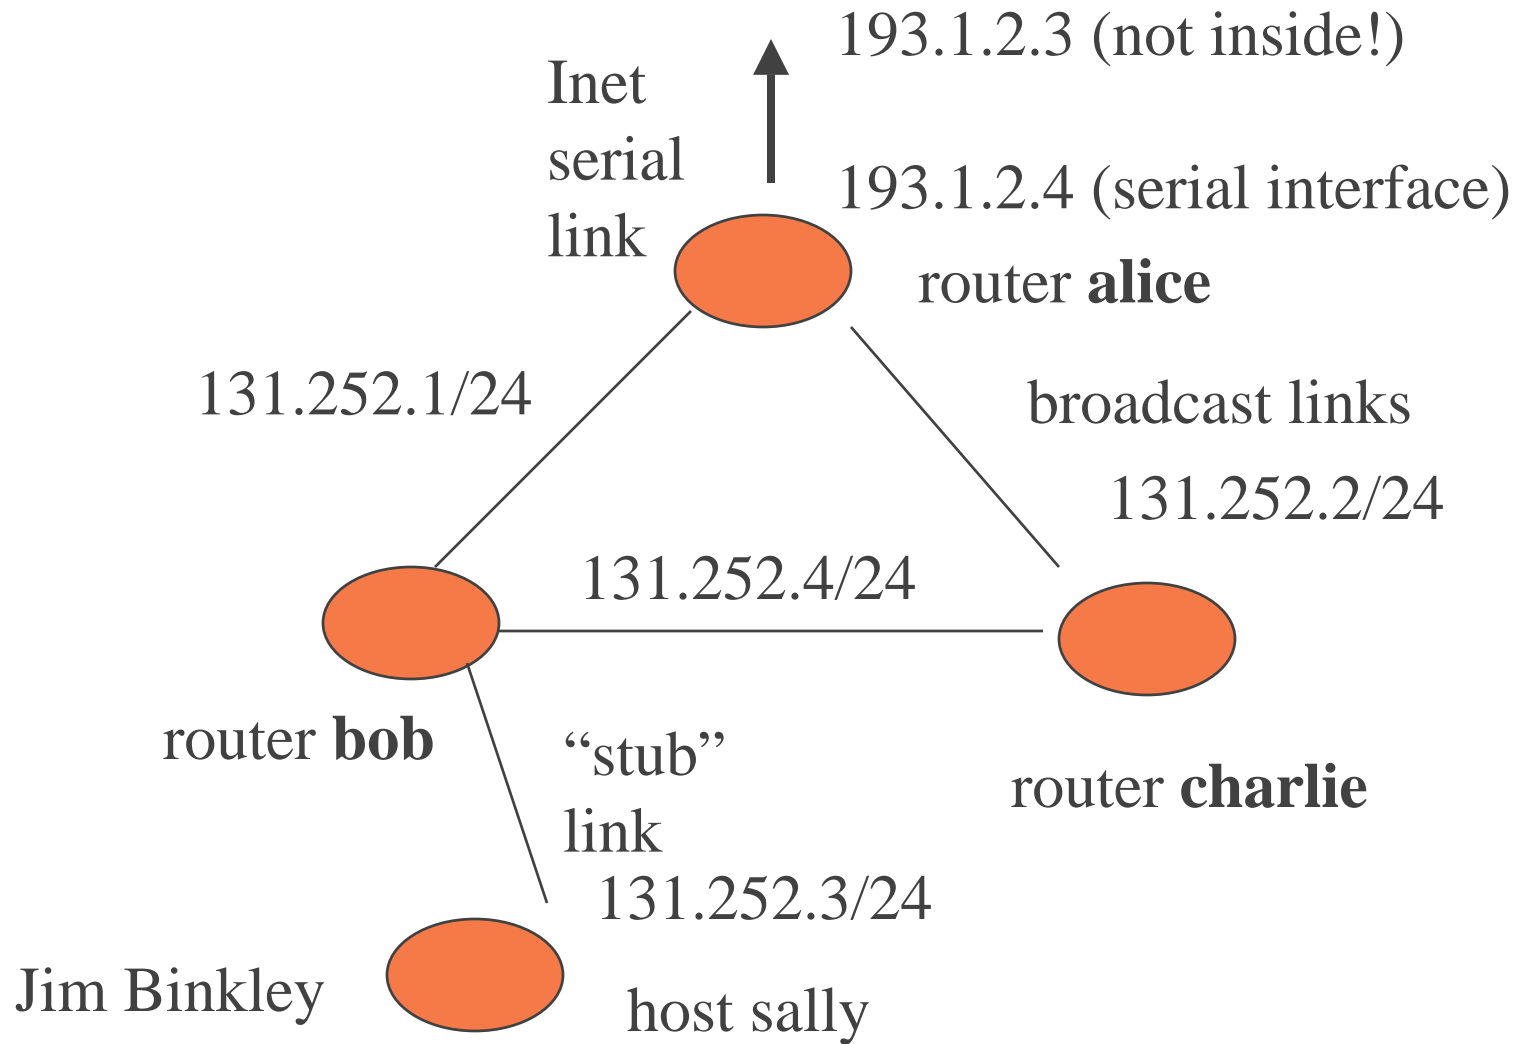 193.1.2.3 (not inside!)
Inet
serial
link
193.1.2.4 (serial interface)
router alice
131.252.1/24
broadcast links
131.252.2/24
131.252.4/24
router bob
“stub”
link
router charlie
131.252.3/24
Jim Binkley
host sally